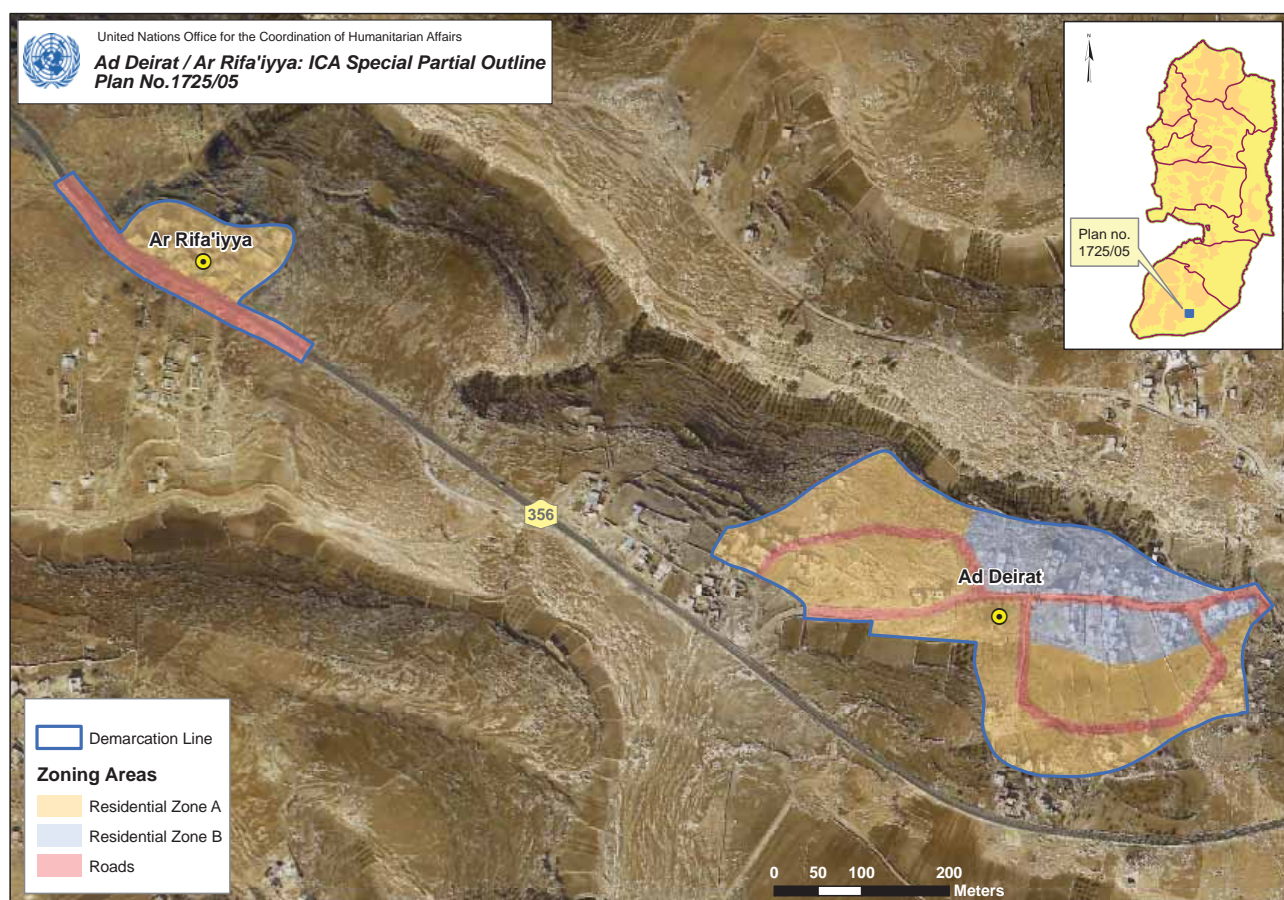 United Nations Office for the Coordination of Humanitarian Affairs
Ad Deirat / Ar Rifa'iyya: ICA Special Partial Outline
Plan No.1725/05
N
Plan no.
1725/05
Ar Rifa'iyya
356
Ad Deirat
Demarcation Line
Zoning Areas
Residential Zone A
Residential Zone B
Roads
0 50 100 200
Meters